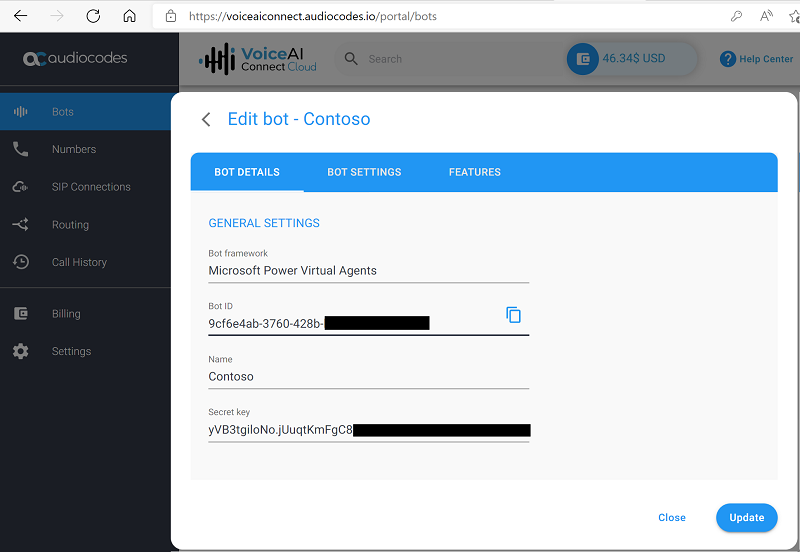 https://voiceaiconnect.audiocodes.io/portal/bots
audiocodes
VoiceAI
Connect Cloud
Search
46.34$ USD
Help Center
Bots
Numbers
SIP Connections
Routing
Call History
Billing
Settings
Edit bot - Contoso
BOT DETAILS
BOT SETTINGS
FEATURES
GENERAL SETTINGS
Bot framework
Microsoft Power Virtual Agents
Bot ID
9cf6e4ab-3760-428b-
Name
Contoso
Secret key
yVB3tgiloNo.jUuqtKmFgC8
Close
Update